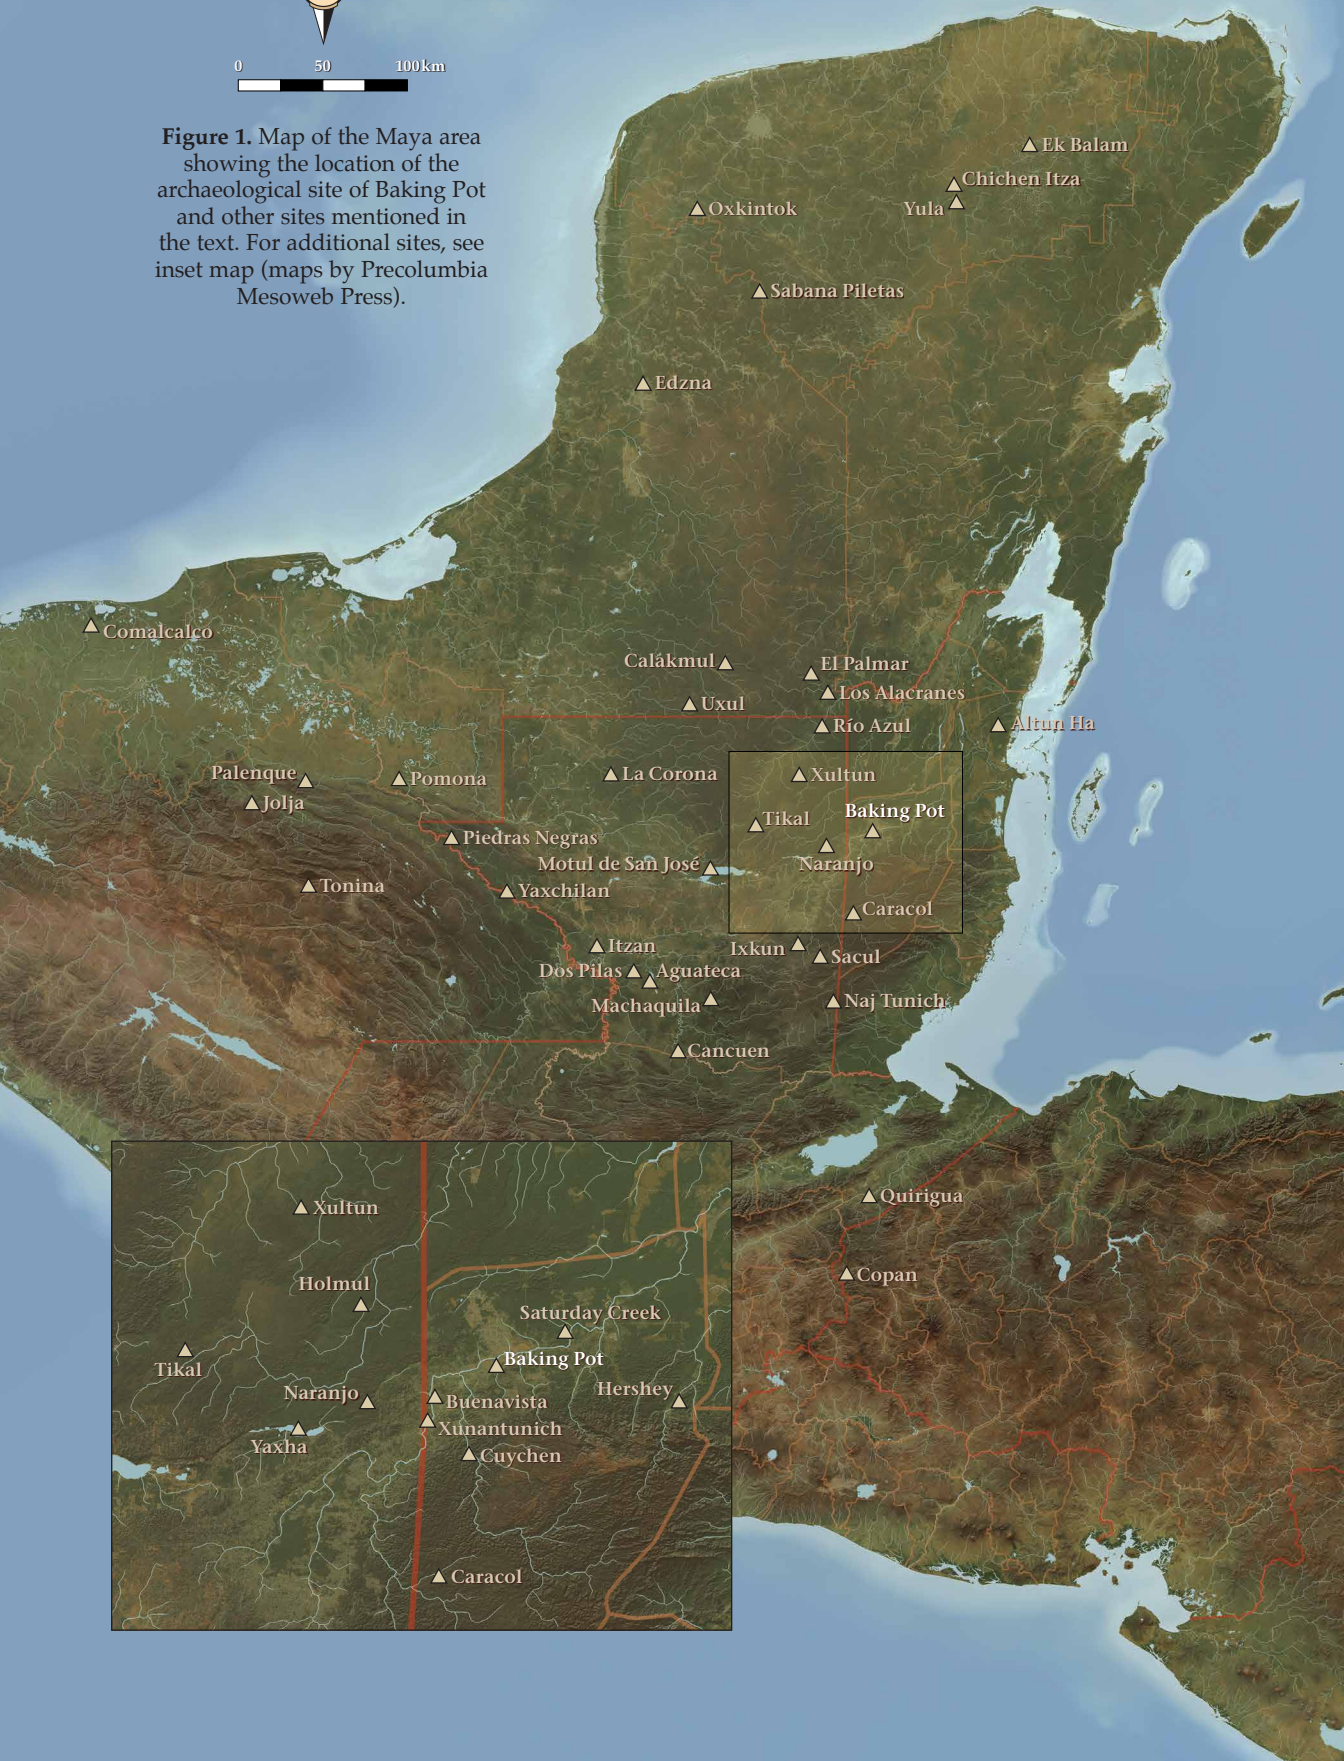 0 50 100 km
Figure 1. Map of the Maya area
showing the location of the
archaeological site of Baking Pot
and other sites mentioned in
the text. For additional sites, see
inset map (maps by Precolumbia
Mesoweb Press).
Ek Balam
Chichen Itza
Yula
Oxkintok
Sabana Piletas
Edzna
Comalcalco
Calakmul
El Palmar
Los Alacranes
Uxul
Río Azul
Altun Ha
Palenque
Pomona
La Corona
Xultun
Jolja
Tikal
Baking Pot
Piedras Negras
Motul de San José
Naranjo
Tonina
Yaxchilan
Caracol
Itzan
Ixkun
Sacul
Dos Pilas
Aguateca
Machaquila
Naj Tunich
Cancuen
Quirigua
Copan
Xultun
Holmul
Saturday Creek
Tikal
Baking Pot
Naranjo
Buenavista
Hershey
Xunantunich
Yaxha
Cuychen
Caracol